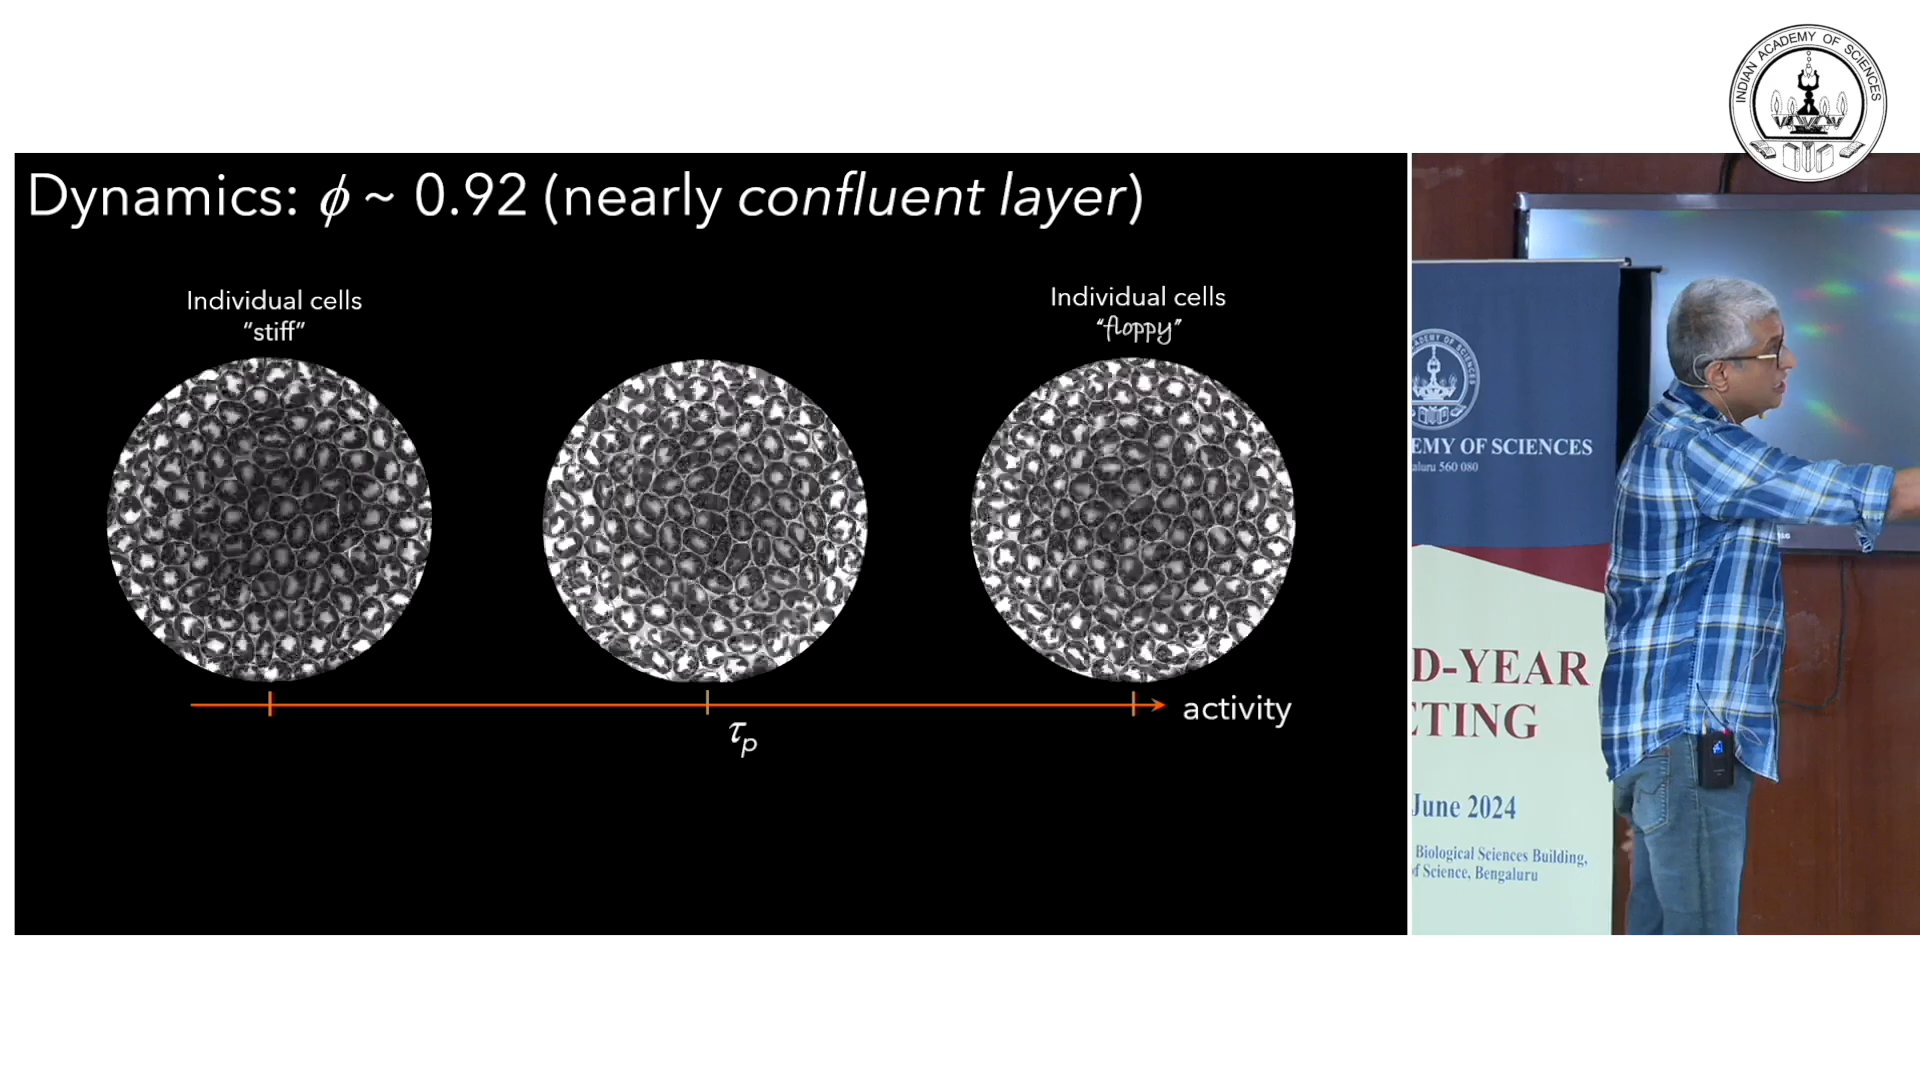 INDIAN ACADEMY OF SCIENCES
Dynamics: ϕ ~ 0.92 (nearly confluent layer)
Individual cells
“stiff”
Individual cells
“floppy”
activity
τp
EMY OF SCIENCES
aluru 560 080
D-YEAR
ETING
June 2024
Biological Sciences Building,
f Science, Bengaluru